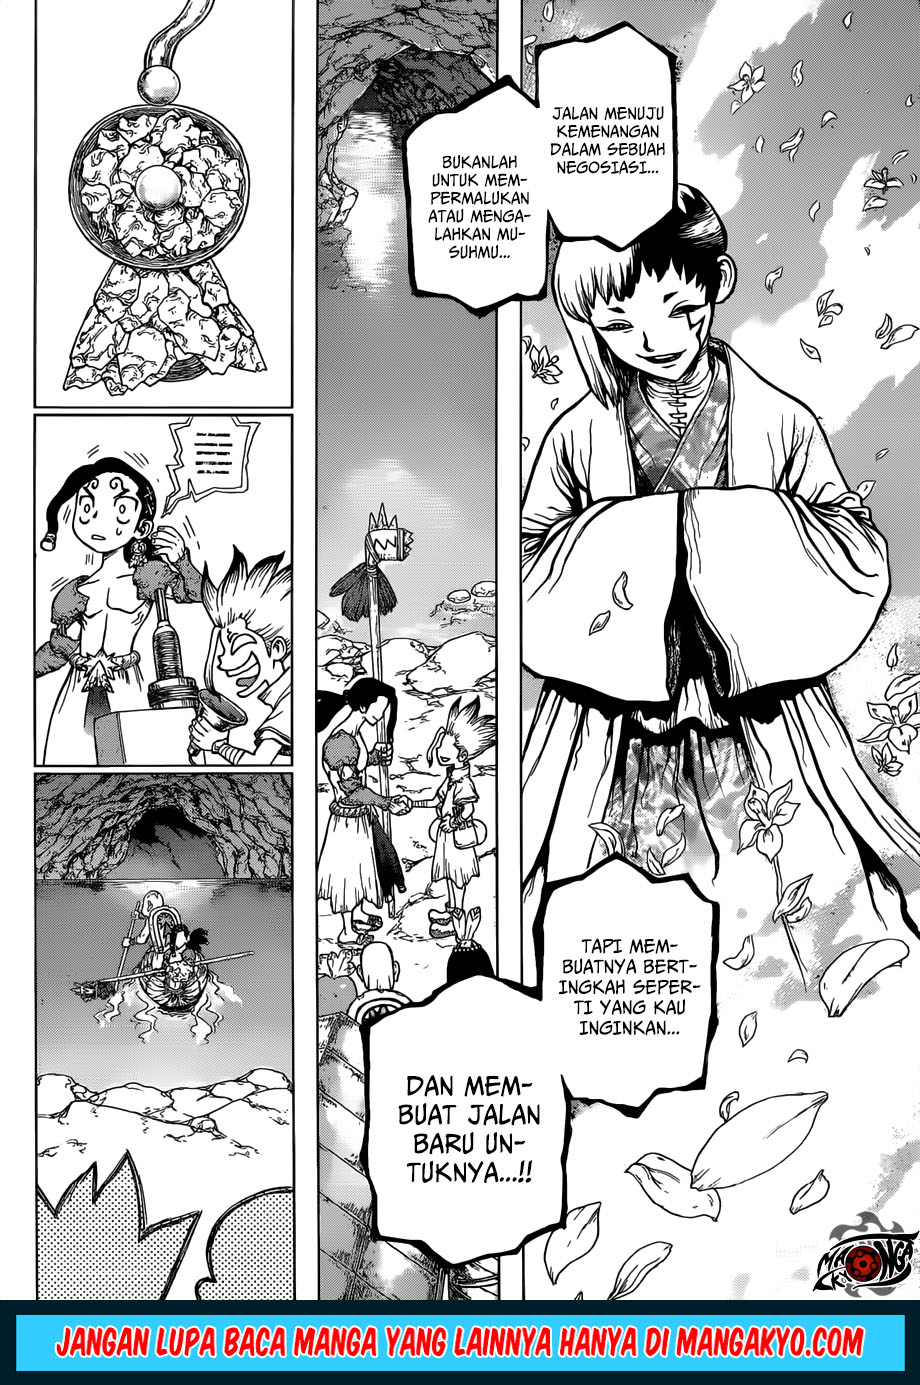 JALAN MENUJU
KEMENANGAN
DALAM SEBUAH
NEGOSIASI...
BUKANLAH
UNTUK MEM-
PERMALUKAN
ATAU MENGA-
LAHKAN MU-
SUHMU...
TAPI MEM-
BUATNYA BERT-
INGKAH SEPER-
TI YANG KAU
INGINKAN...
DAN MEM-
BUAT JALAN
BARU UN-
TUKNYA...!!
MANGA
KYO
JANGAN LUPA BACA MANGA YANG LAINNYA HANYA DI MANGAKYO.COM